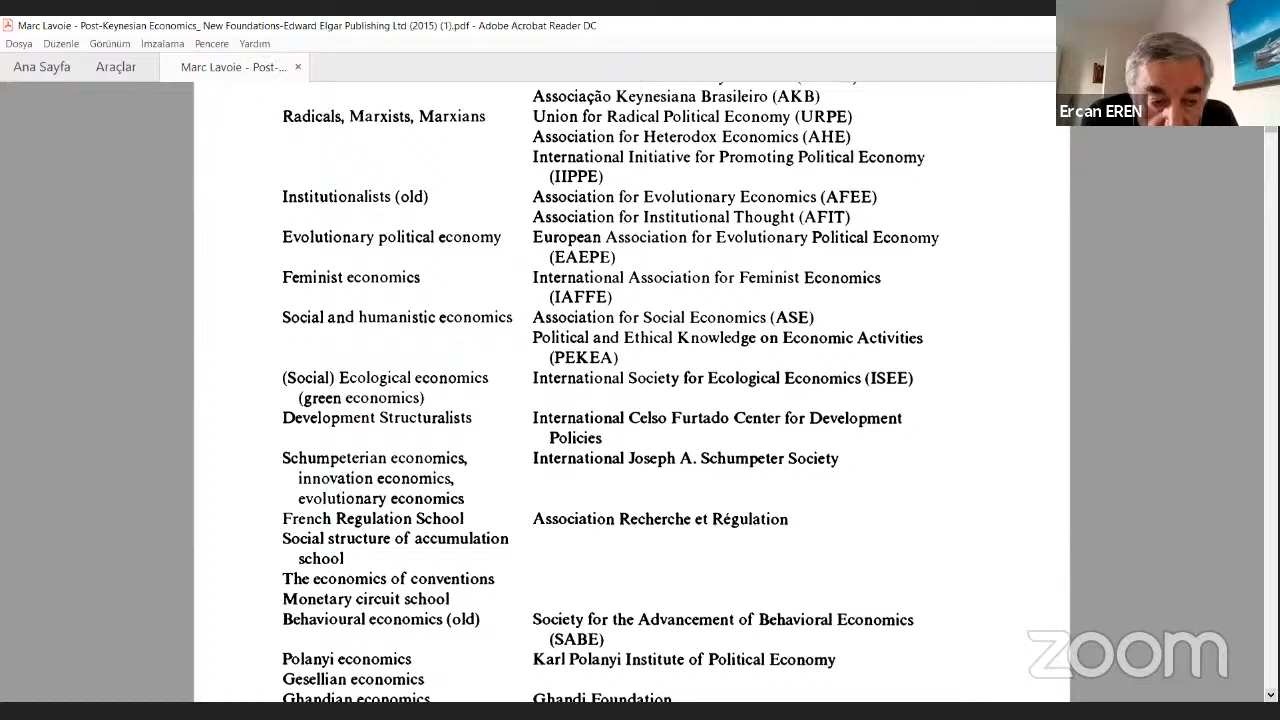 Marc Lavoie - Post-Keynesian Economics_ New Foundations-Edward Elgar Publishing Ltd (2015) (1).pdf - Adobe Acrobat Reader DC
Dosya Düzenle Görünüm İmzalama Pencere Yardım
Ana Sayfa Araçlar Marc Lavoie - Post-... ×
Associação Keynesiana Brasileiro (AKB)
Radicals, Marxists, Marxians Union for Radical Political Economy (URPE)
Association for Heterodox Economics (AHE)
International Initiative for Promoting Political Economy
(IIPPE)
Institutionalists (old) Association for Evolutionary Economics (AFEE)
Association for Institutional Thought (AFIT)
Evolutionary political economy European Association for Evolutionary Political Economy
(EAEPE)
Feminist economics International Association for Feminist Economics
(IAFFE)
Social and humanistic economics Association for Social Economics (ASE)
Political and Ethical Knowledge on Economic Activities
(PEKEA)
(Social) Ecological economics International Society for Ecological Economics (ISEE)
(green economics)
Development Structuralists International Celso Furtado Center for Development
Policies
Schumpeterian economics, International Joseph A. Schumpeter Society
innovation economics,
evolutionary economics
French Regulation School Association Recherche et Régulation
Social structure of accumulation
school
The economics of conventions
Monetary circuit school
Behavioural economics (old) Society for the Advancement of Behavioral Economics
(SABE)
Polanyi economics Karl Polanyi Institute of Political Economy
Gesellian economics
Ghandian economics Ghandi Foundation
Ercan EREN
zoom